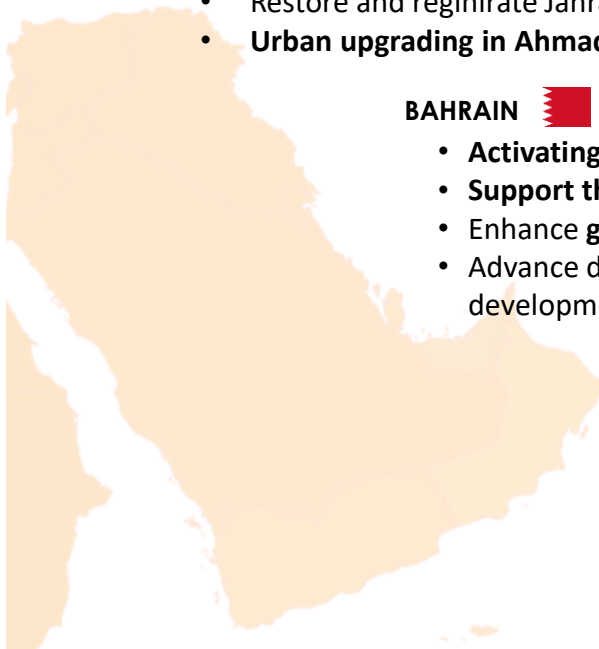 Restore and reginirate Jahra
• Urban upgrading in Ahmad
BAHRAIN
• Activating
• Support th
• Enhance g
• Advance d
developm